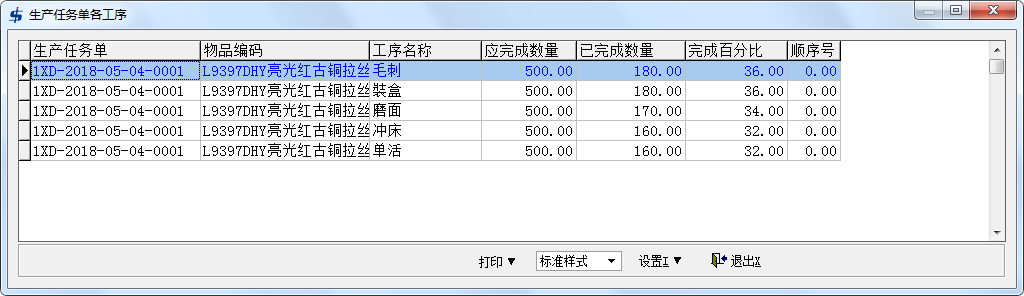 生产任务单各工序
生产任务单 物品编码 工序名称 应完成数量 已完成数量 完成百分比 顺序号
1XD-2018-05-04-0001 L9397DHY亮光红古铜拉丝 毛刺 500.00 180.00 36.00 0.00
1XD-2018-05-04-0001 L9397DHY亮光红古铜拉丝 裝盒 500.00 180.00 36.00 0.00
1XD-2018-05-04-0001 L9397DHY亮光红古铜拉丝 磨面 500.00 170.00 34.00 0.00
1XD-2018-05-04-0001 L9397DHY亮光红古铜拉丝 冲床 500.00 160.00 32.00 0.00
1XD-2018-05-04-0001 L9397DHY亮光红古铜拉丝 单活 500.00 160.00 32.00 0.00
打印 标准样式 设置I 退出X